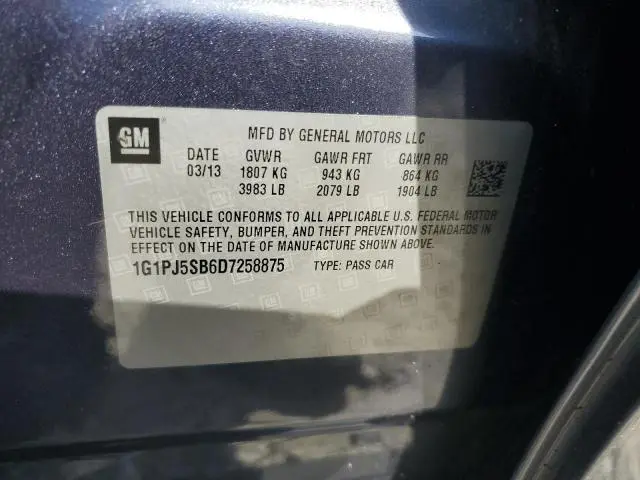 GM
MFD BY GENERAL MOTORS LLC
DATE GVWR GAWR FRT GAWR RR
03/13 1807 KG 943 KG 864 KG
3983 LB 2079 LB 1904 LB
THIS VEHICLE CONFORMS TO ALL APPLICABLE U.S. FEDERAL MOTOR
VEHICLE SAFETY, BUMPER, AND THEFT PREVENTION STANDARDS IN
EFFECT ON THE DATE OF MANUFACTURE SHOWN ABOVE.
1G1PJ5SB6D7258875 TYPE: PASS CAR